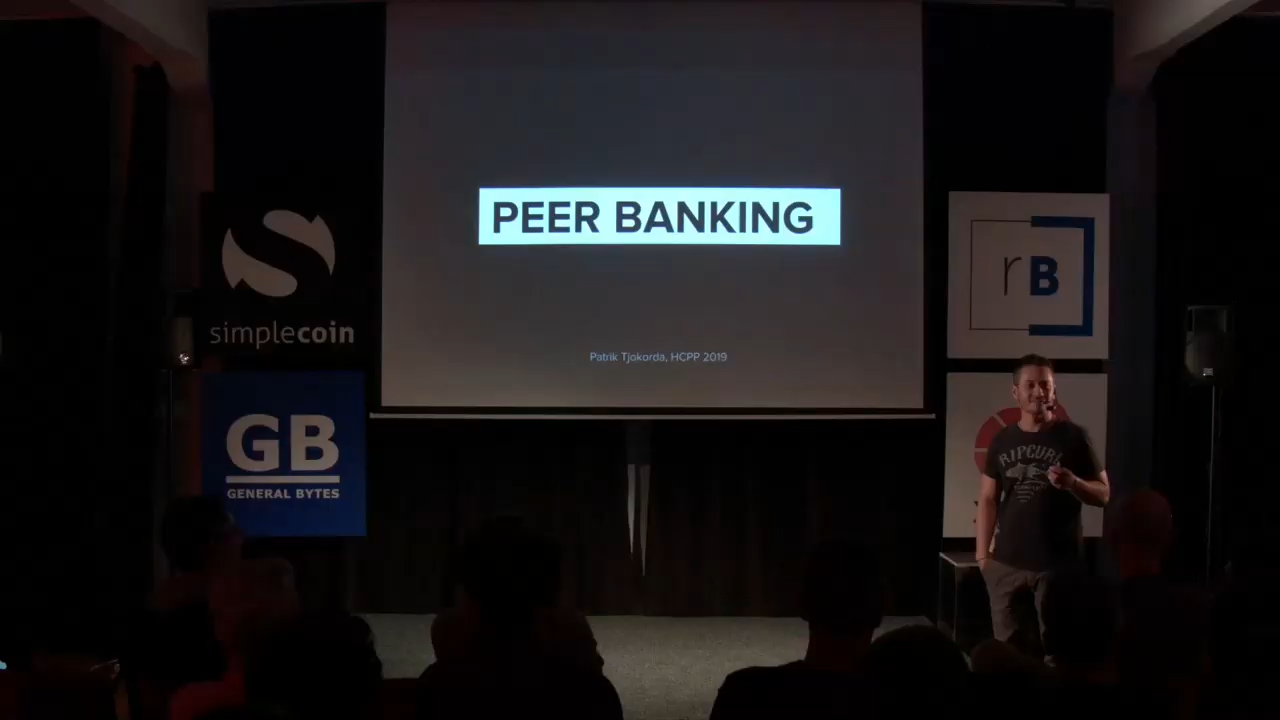 PEER BANKING
Patrik Tjokorda, HCPP 2019
simplecoin
GB
GENERAL BYTES
rB
RIPCURL